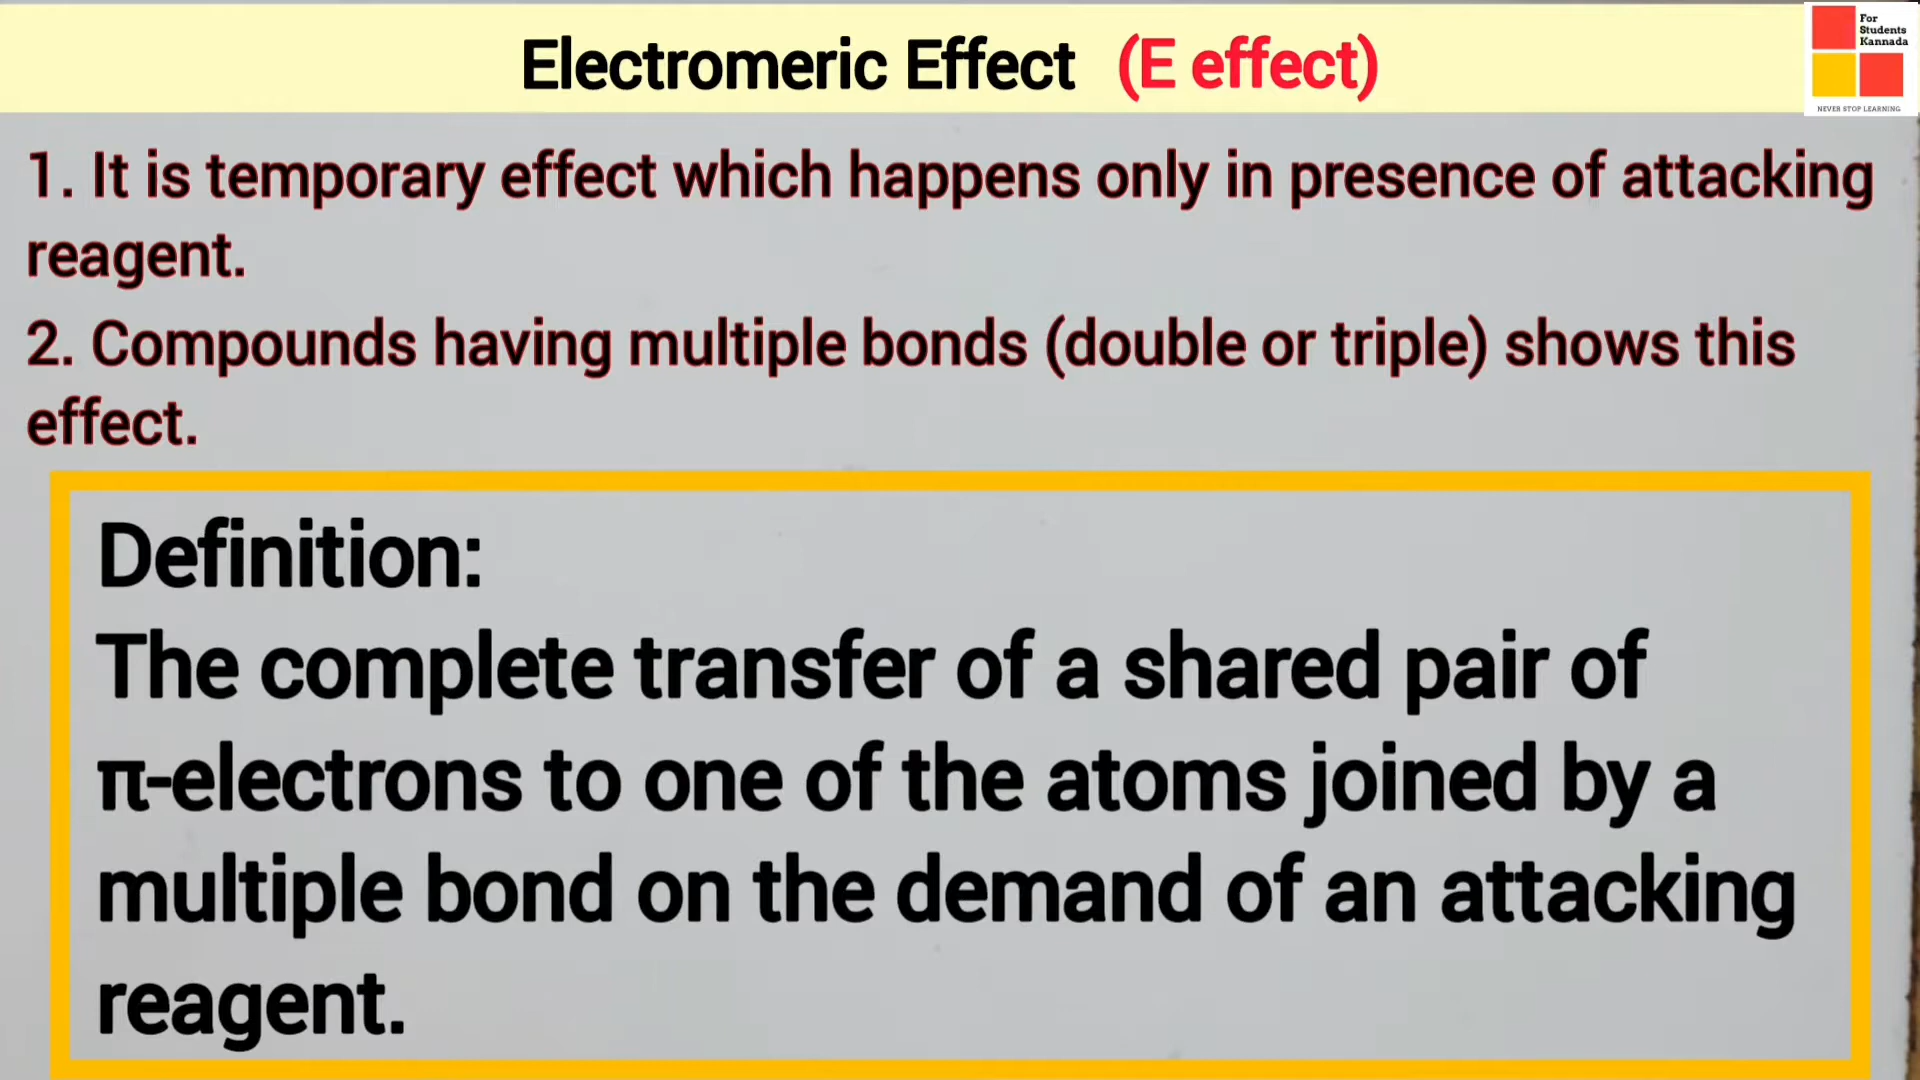 Electromeric Effect (E effect)
For
Students
Kannada
NEVER STOP LEARNING
1. It is temporary effect which happens only in presence of attacking
reagent.
2. Compounds having multiple bonds (double or triple) shows this
effect.
Definition:
The complete transfer of a shared pair of
π-electrons to one of the atoms joined by a
multiple bond on the demand of an attacking
reagent.